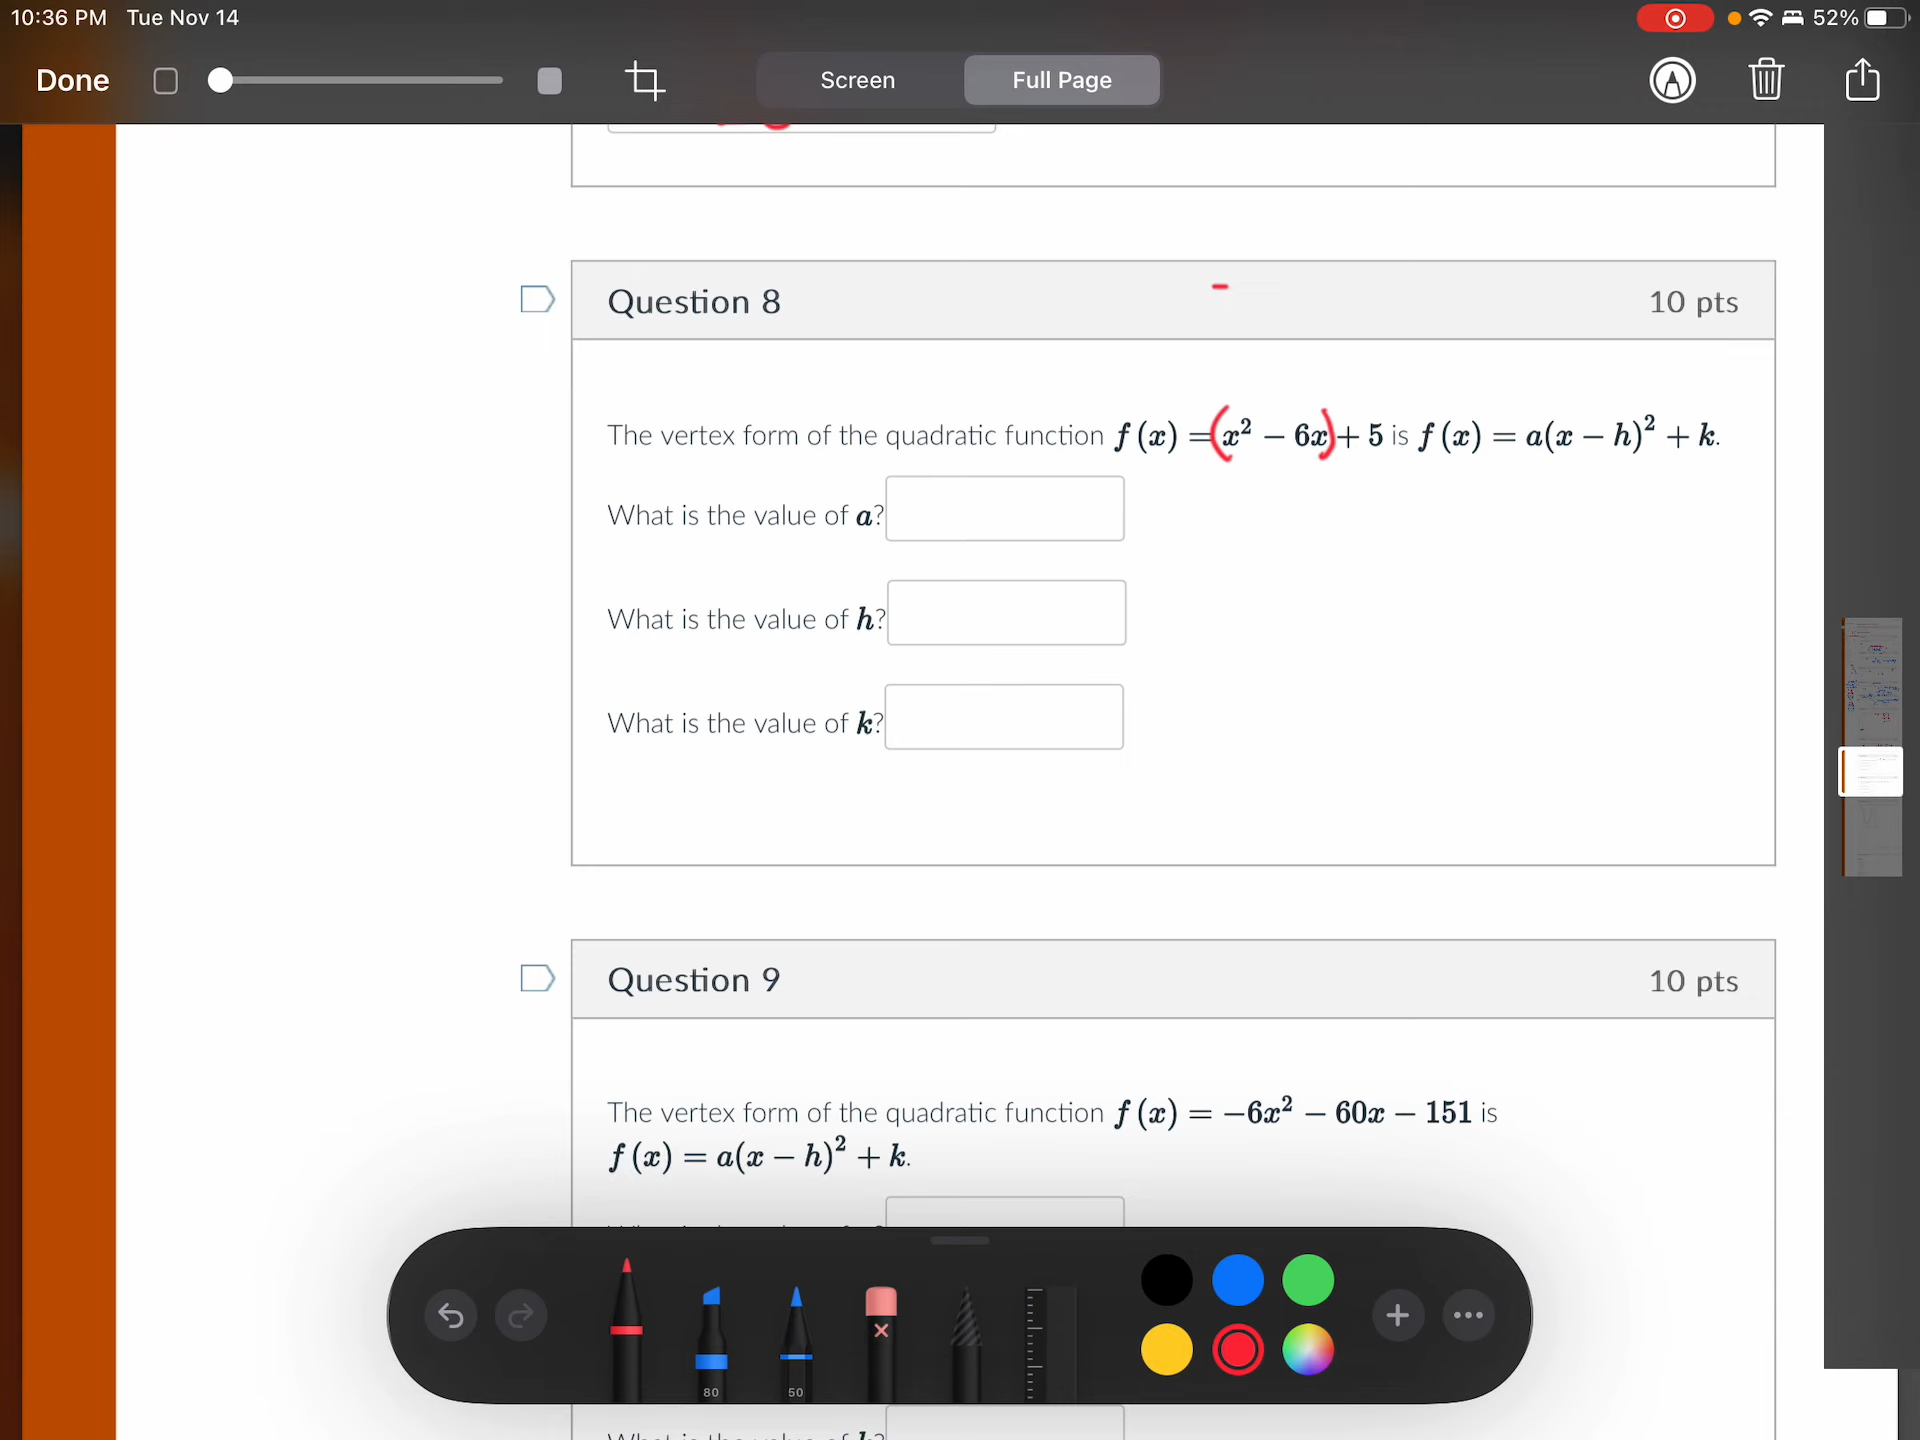 10:36 PM Tue Nov 14
52%
Done
Screen
Full Page
Question 8
10 pts
The vertex form of the quadratic function f (x) = (x² − 6x) + 5 is f (x) = a(x − h)² + k.
What is the value of a?
What is the value of h?
What is the value of k?
Question 9
10 pts
The vertex form of the quadratic function f (x) = −6x² − 60x − 151 is
f (x) = a(x − h)² + k.
80
50